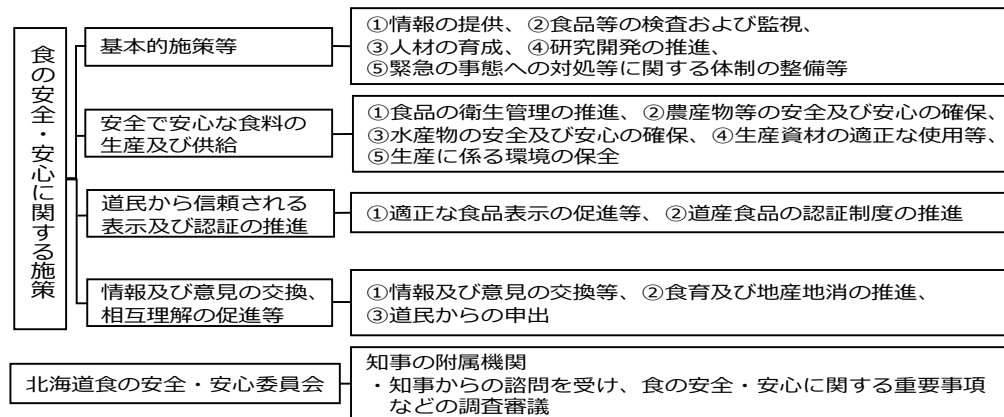 食の安全・安心に関する施策
基本的施策等
①情報の提供、②食品等の検査および監視、
③人材の育成、④研究開発の推進、
⑤緊急の事態への対処等に関する体制の整備等
安全で安心な食料の
生産及び供給
①食品の衛生管理の推進、②農産物等の安全及び安心の確保、
③水産物の安全及び安心の確保、④生産資材の適正な使用等、
⑤生産に係る環境の保全
道民から信頼される
表示及び認証の推進
①適正な食品表示の促進等、②道産食品の認証制度の推進
情報及び意見の交換、
相互理解の促進等
①情報及び意見の交換等、②食育及び地産地消の推進、
③道民からの申出
北海道食の安全・安心委員会
知事の附属機関
・知事からの諮問を受け、食の安全・安心に関する重要事項
などの調査審議